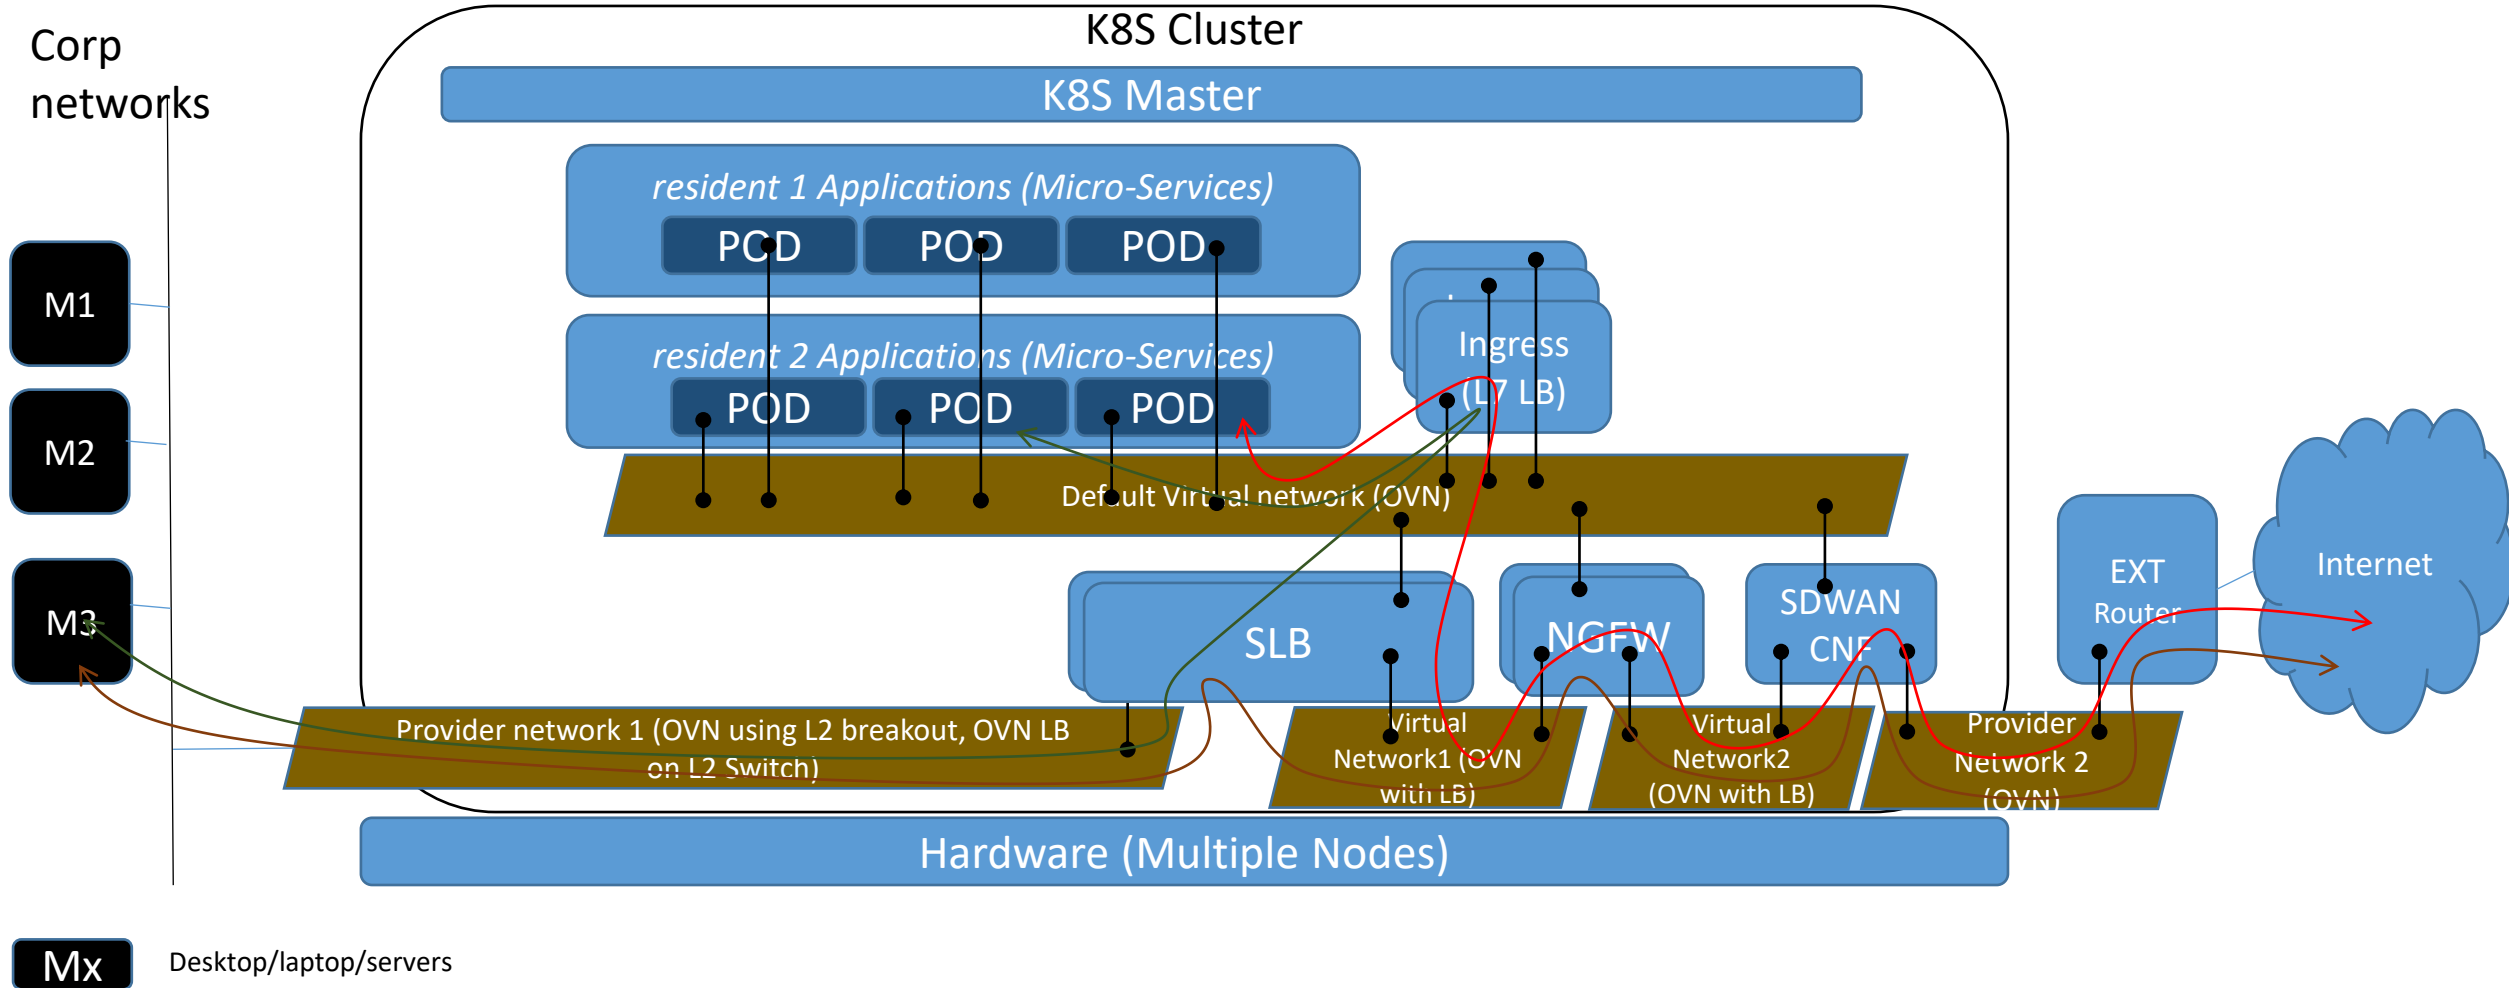 Corp
networks
K8S Cluster
K8S Master
resident 1 Applications (Micro-Services)
POD
POD
POD
resident 2 Applications (Micro-Services)
POD
POD
POD
Ingress
(L7 LB)
M1
M2
M3
Default Virtual network (OVN)
SLB
NGFW
SDWAN
CNF
EXT
Router
Internet
Provider network 1 (OVN using L2 breakout, OVN LB
on L2 Switch)
Virtual
Network1 (OVN
with LB)
Virtual
Network2
(OVN with LB)
Provider
Network 2
(OVN)
Hardware (Multiple Nodes)
Mx
Desktop/laptop/servers